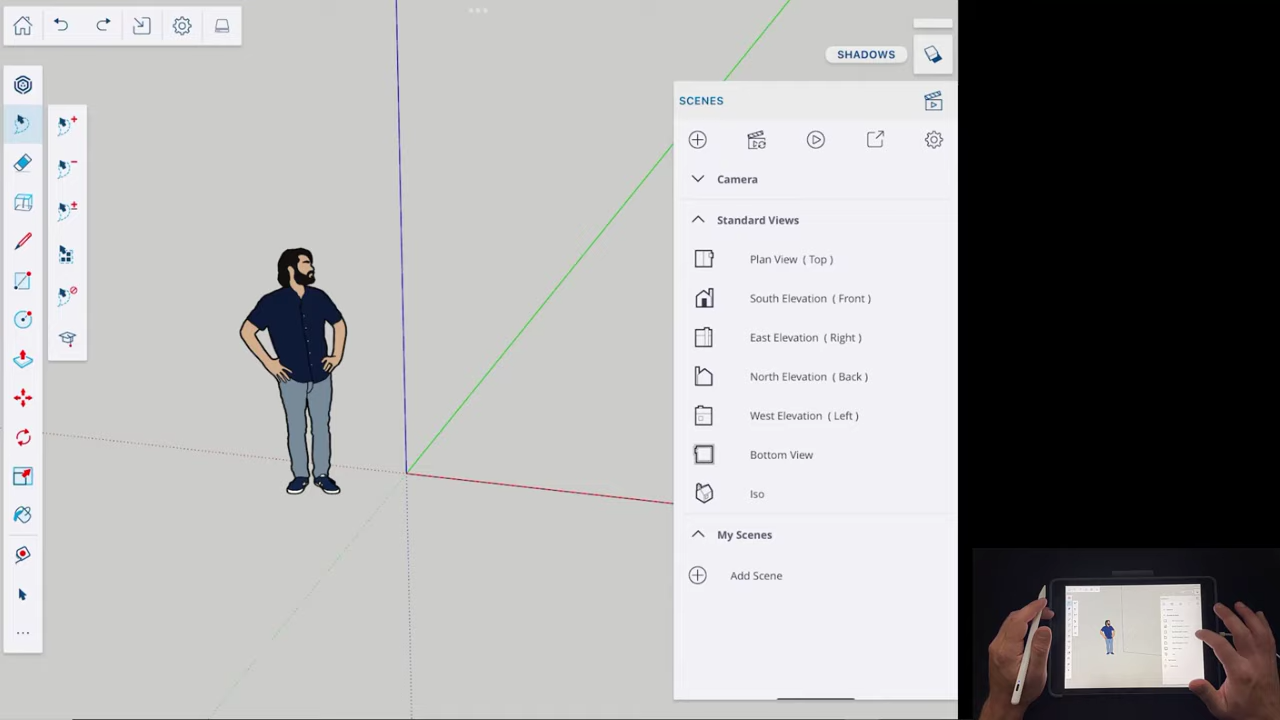 SHADOWS
SCENES
Camera
Standard Views
Plan View ( Top )
South Elevation ( Front )
East Elevation ( Right )
North Elevation ( Back )
West Elevation ( Left )
Bottom View
Iso
My Scenes
Add Scene